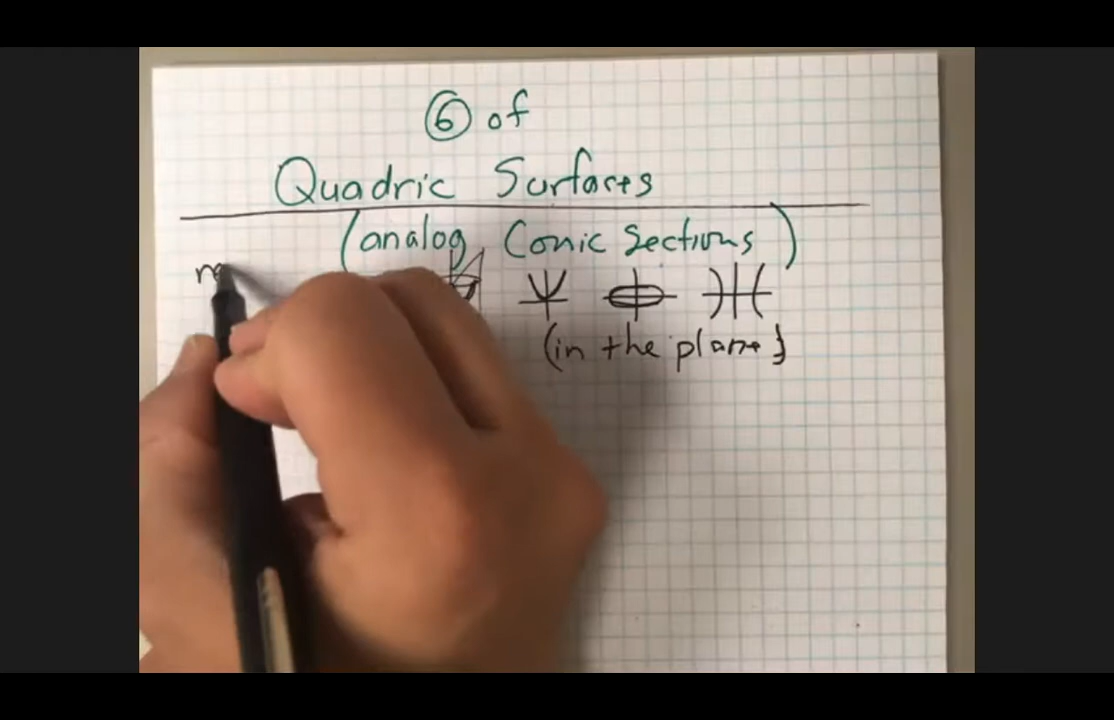 ⑥ of
Quadric Surfaces
(analog Conic Sections)
(in the plane)